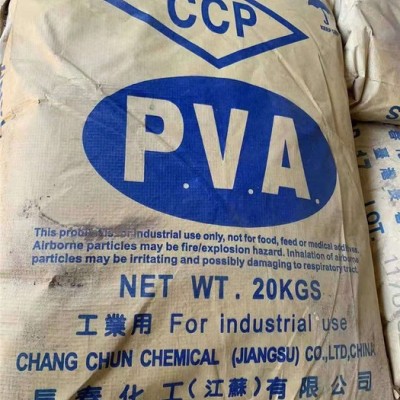 CCP
P.V.A.
This product is for industrial use only, not for food, feed or medical
Airborne particles may be fire/explosion hazard. Inhalation of airborne
particles may be irritating and possibly damaging to respiratory tract.
NET WT. 20KGS
工業用 For industrial use
CHANG CHUN CHEMICAL (JIANGSU) CO.,LTD,CHINA
長春化工(江蘇)有限公司
LOT